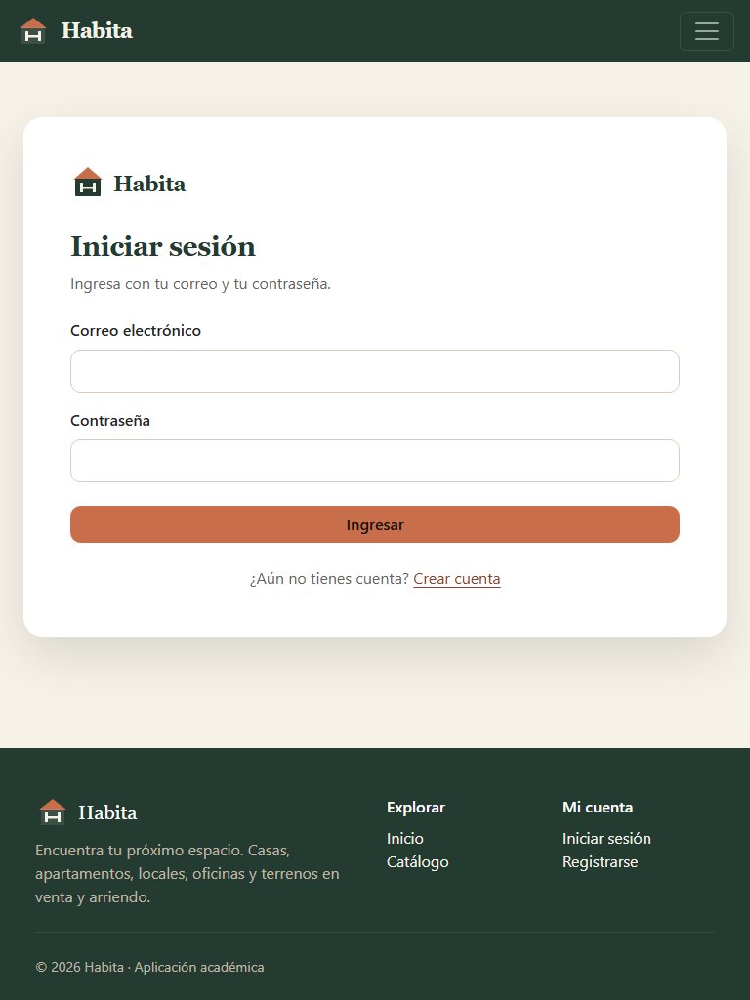 Habita
Habita
Iniciar sesión
Ingresa con tu correo y tu contraseña.
Correo electrónico
Contraseña
Ingresar
¿Aún no tienes cuenta? Crear cuenta
Habita
Encuentra tu próximo espacio. Casas,
apartamentos, locales, oficinas y terrenos en
venta y arriendo.
Explorar
Inicio
Catálogo
Mi cuenta
Iniciar sesión
Registrarse
© 2026 Habita · Aplicación académica